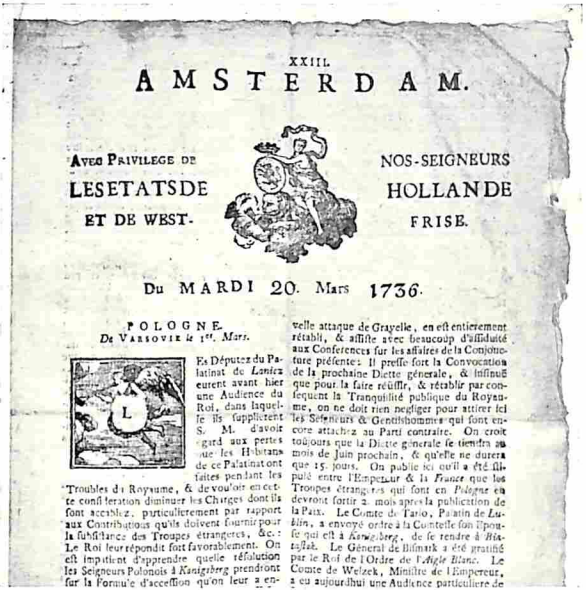 XXIII.
AMSTERDAM.
AVEC PRIVILEGE DE
LES ETATS DE
ET DE WEST-
NOS-SEIGNEURS
HOLLANDE
FRISE.
Du MARDI 20. Mars 1736.
POLOGNE.
De VARSOVIE le 1er. Mars.
LEs Députez du Pa-
latinat de
eurent avant hier
une Audience du
Roi, dans laquel-
le ils supplierent
S. M. d'avoir
egard aux pertes
que les Habitans
de ce Palatinat ont
faites pendant les
Troubles du Royaume, & de vouloir en cet-
te consideration diminuer les Charges dont ils
sont accablez, particulierement par rapport
aux Contributions qu'ils doivent fournir pour
la subsistance des Troupes étrangeres, &c.:
Le Roi leur répondit fort favorablement. On
est impatient d'apprendre quelle résolution
les Seigneurs Polonois à Konigsberg prendront
sur la Formule d'accession qu'on leur a en-
velle attaque de Gravelle, en est entierement
rétabli, & assiste avec beaucoup d'assiduité
aux Conferences sur les affaires de la Conjonc-
ture présente: Il presse fort la Convocation
de la prochaine Diette génerale, & insinue
que pour la faire réussir, & rétablir par con-
sequent la Tranquilité publique du Royau-
me, on ne doit rien negliger pour attirer ici
les Seigneurs & Gentilshommes qui sont en-
core attachez au Parti contraire. On croit
toujours que la Diette génerale se tiendra au
mois de Juin prochain, & qu'elle ne durera
que 15. jours. On publie ici qu'il a été sti-
pulé entre l'Empereur & la France que les
Troupes étrangeres qui sont en Pologne en
devront sortir 2. mois après la publication de
la Paix. Le Comte de Tarlo, Palatin de Lu-
blin, a envoyé ordre à la Comtesse son Epou-
se qui est à Konigsberg, de se rendre à Bia-
Le Géneral de Bismark a été gratifié
par le Roi de l'Ordre de l'Aigle Blanc. Le
Comte de Welzek, Ministre de l'Empereur,
a eu aujourdhui une Audience particuliere de